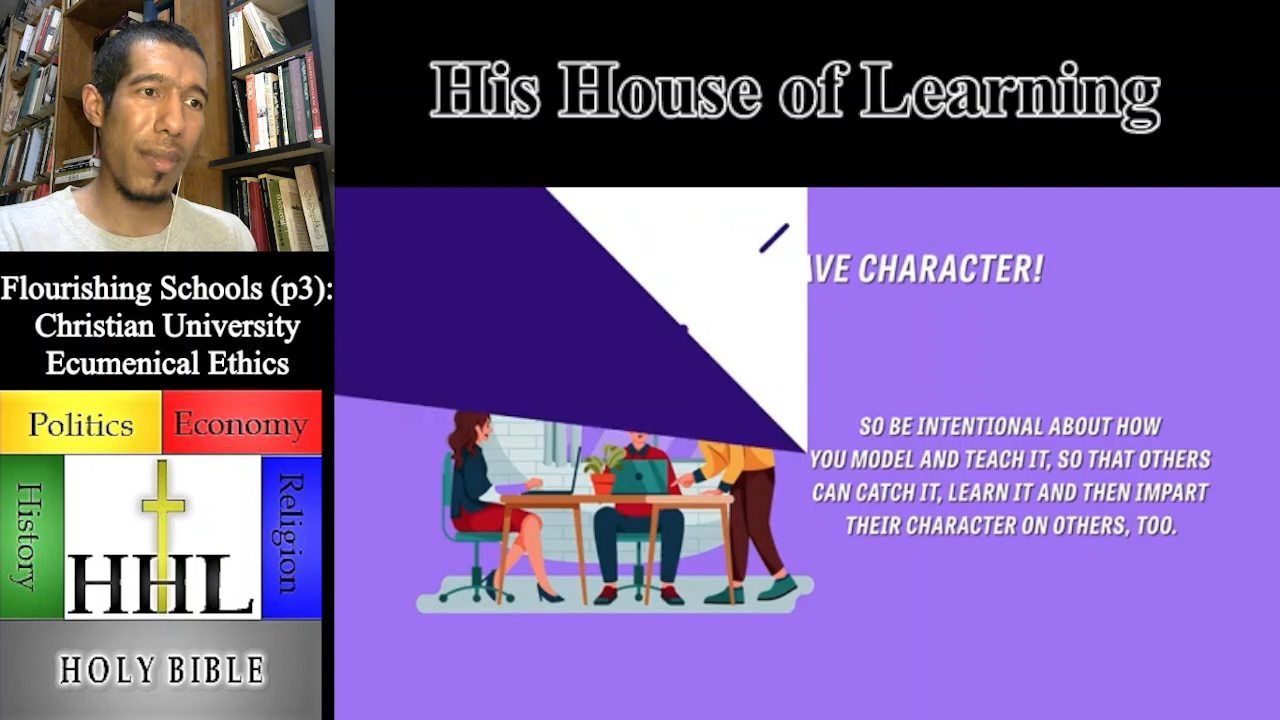 His House of Learning
AVE CHARACTER!
SO BE INTENTIONAL ABOUT HOW
YOU MODEL AND TEACH IT, SO THAT OTHERS
CAN CATCH IT, LEARN IT AND THEN IMPART
THEIR CHARACTER ON OTHERS, TOO.
Flourishing Schools (p3):
Christian University
Ecumenical Ethics
Politics
Economy
History
Religion
HHL
HOLY BIBLE